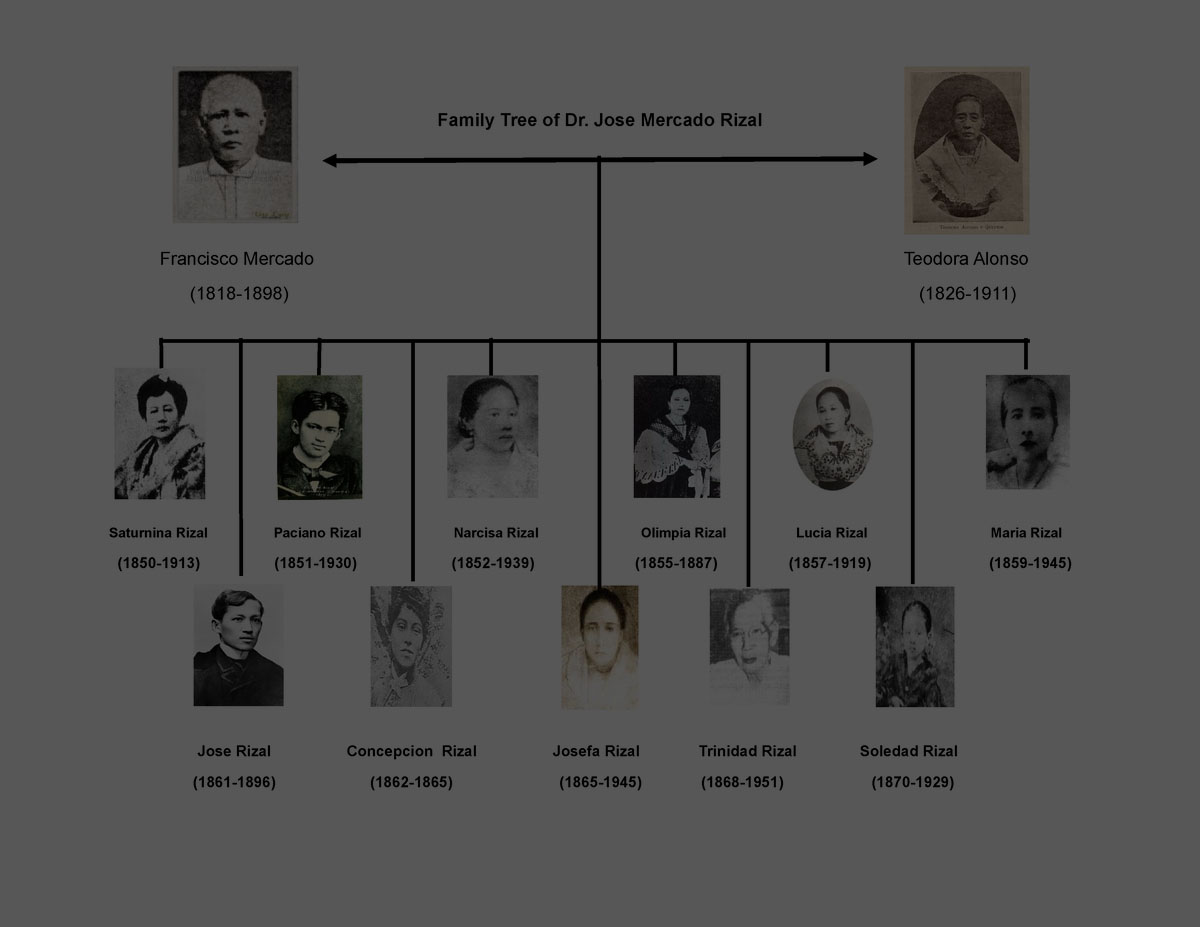 Family Tree of Dr. Jose Mercado Rizal
Francisco Mercado
(1818-1898)
Teodora Alonso
(1826-1911)
Saturnina Rizal
(1850-1913)
Paciano Rizal
(1851-1930)
Narcisa Rizal
(1852-1939)
Olimpia Rizal
(1855-1887)
Lucia Rizal
(1857-1919)
Maria Rizal
(1859-1945)
Jose Rizal
(1861-1896)
Concepcion Rizal
(1862-1865)
Josefa Rizal
(1865-1945)
Trinidad Rizal
(1868-1951)
Soledad Rizal
(1870-1929)